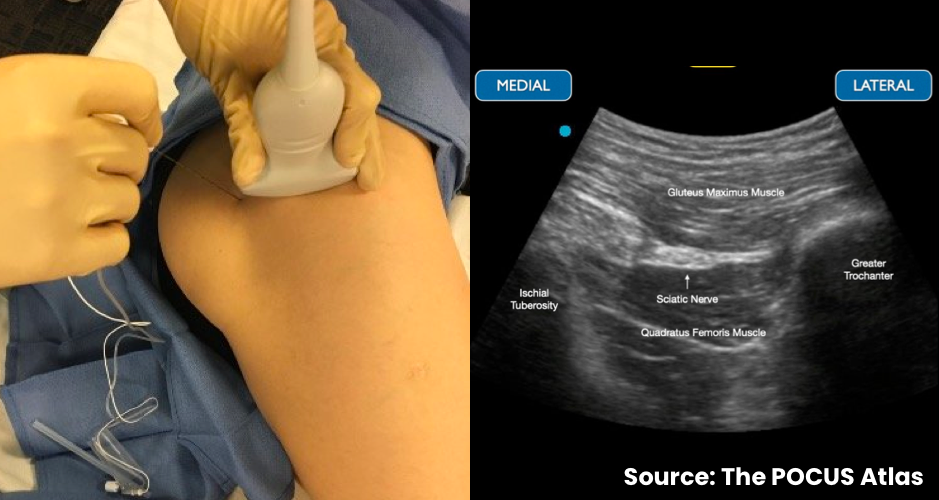 MEDIAL
LATERAL
Gluteus Maximus Muscle
Greater
Trochanter
Ischial
Tuberosity
Sciatic Nerve
Quadratus Femoris Muscle
Source: The POCUS Atlas